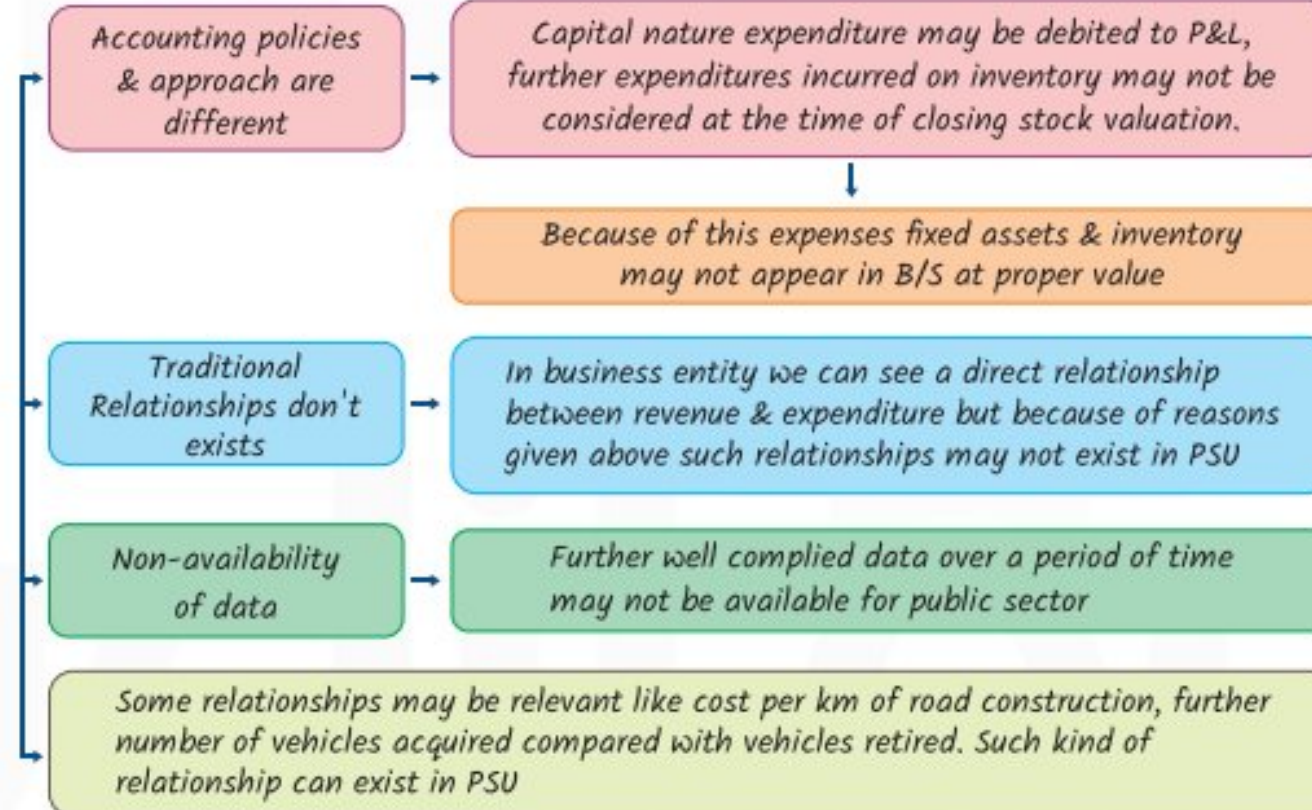 Accounting policies
& approach are
different
Capital nature expenditure may be debited to P&L,
further expenditures incurred on inventory may not be
considered at the time of closing stock valuation.
Because of this expenses fixed assets & inventory
may not appear in B/S at proper value
Traditional
Relationships don't
exists
In business entity we can see a direct relationship
between revenue & expenditure but because of reasons
given above such relationships may not exist in PSU
Non-availability
of data
Further well complied data over a period of time
may not be available for public sector
Some relationships may be relevant like cost per km of road construction, further
number of vehicles acquired compared with vehicles retired. Such kind of
relationship can exist in PSU